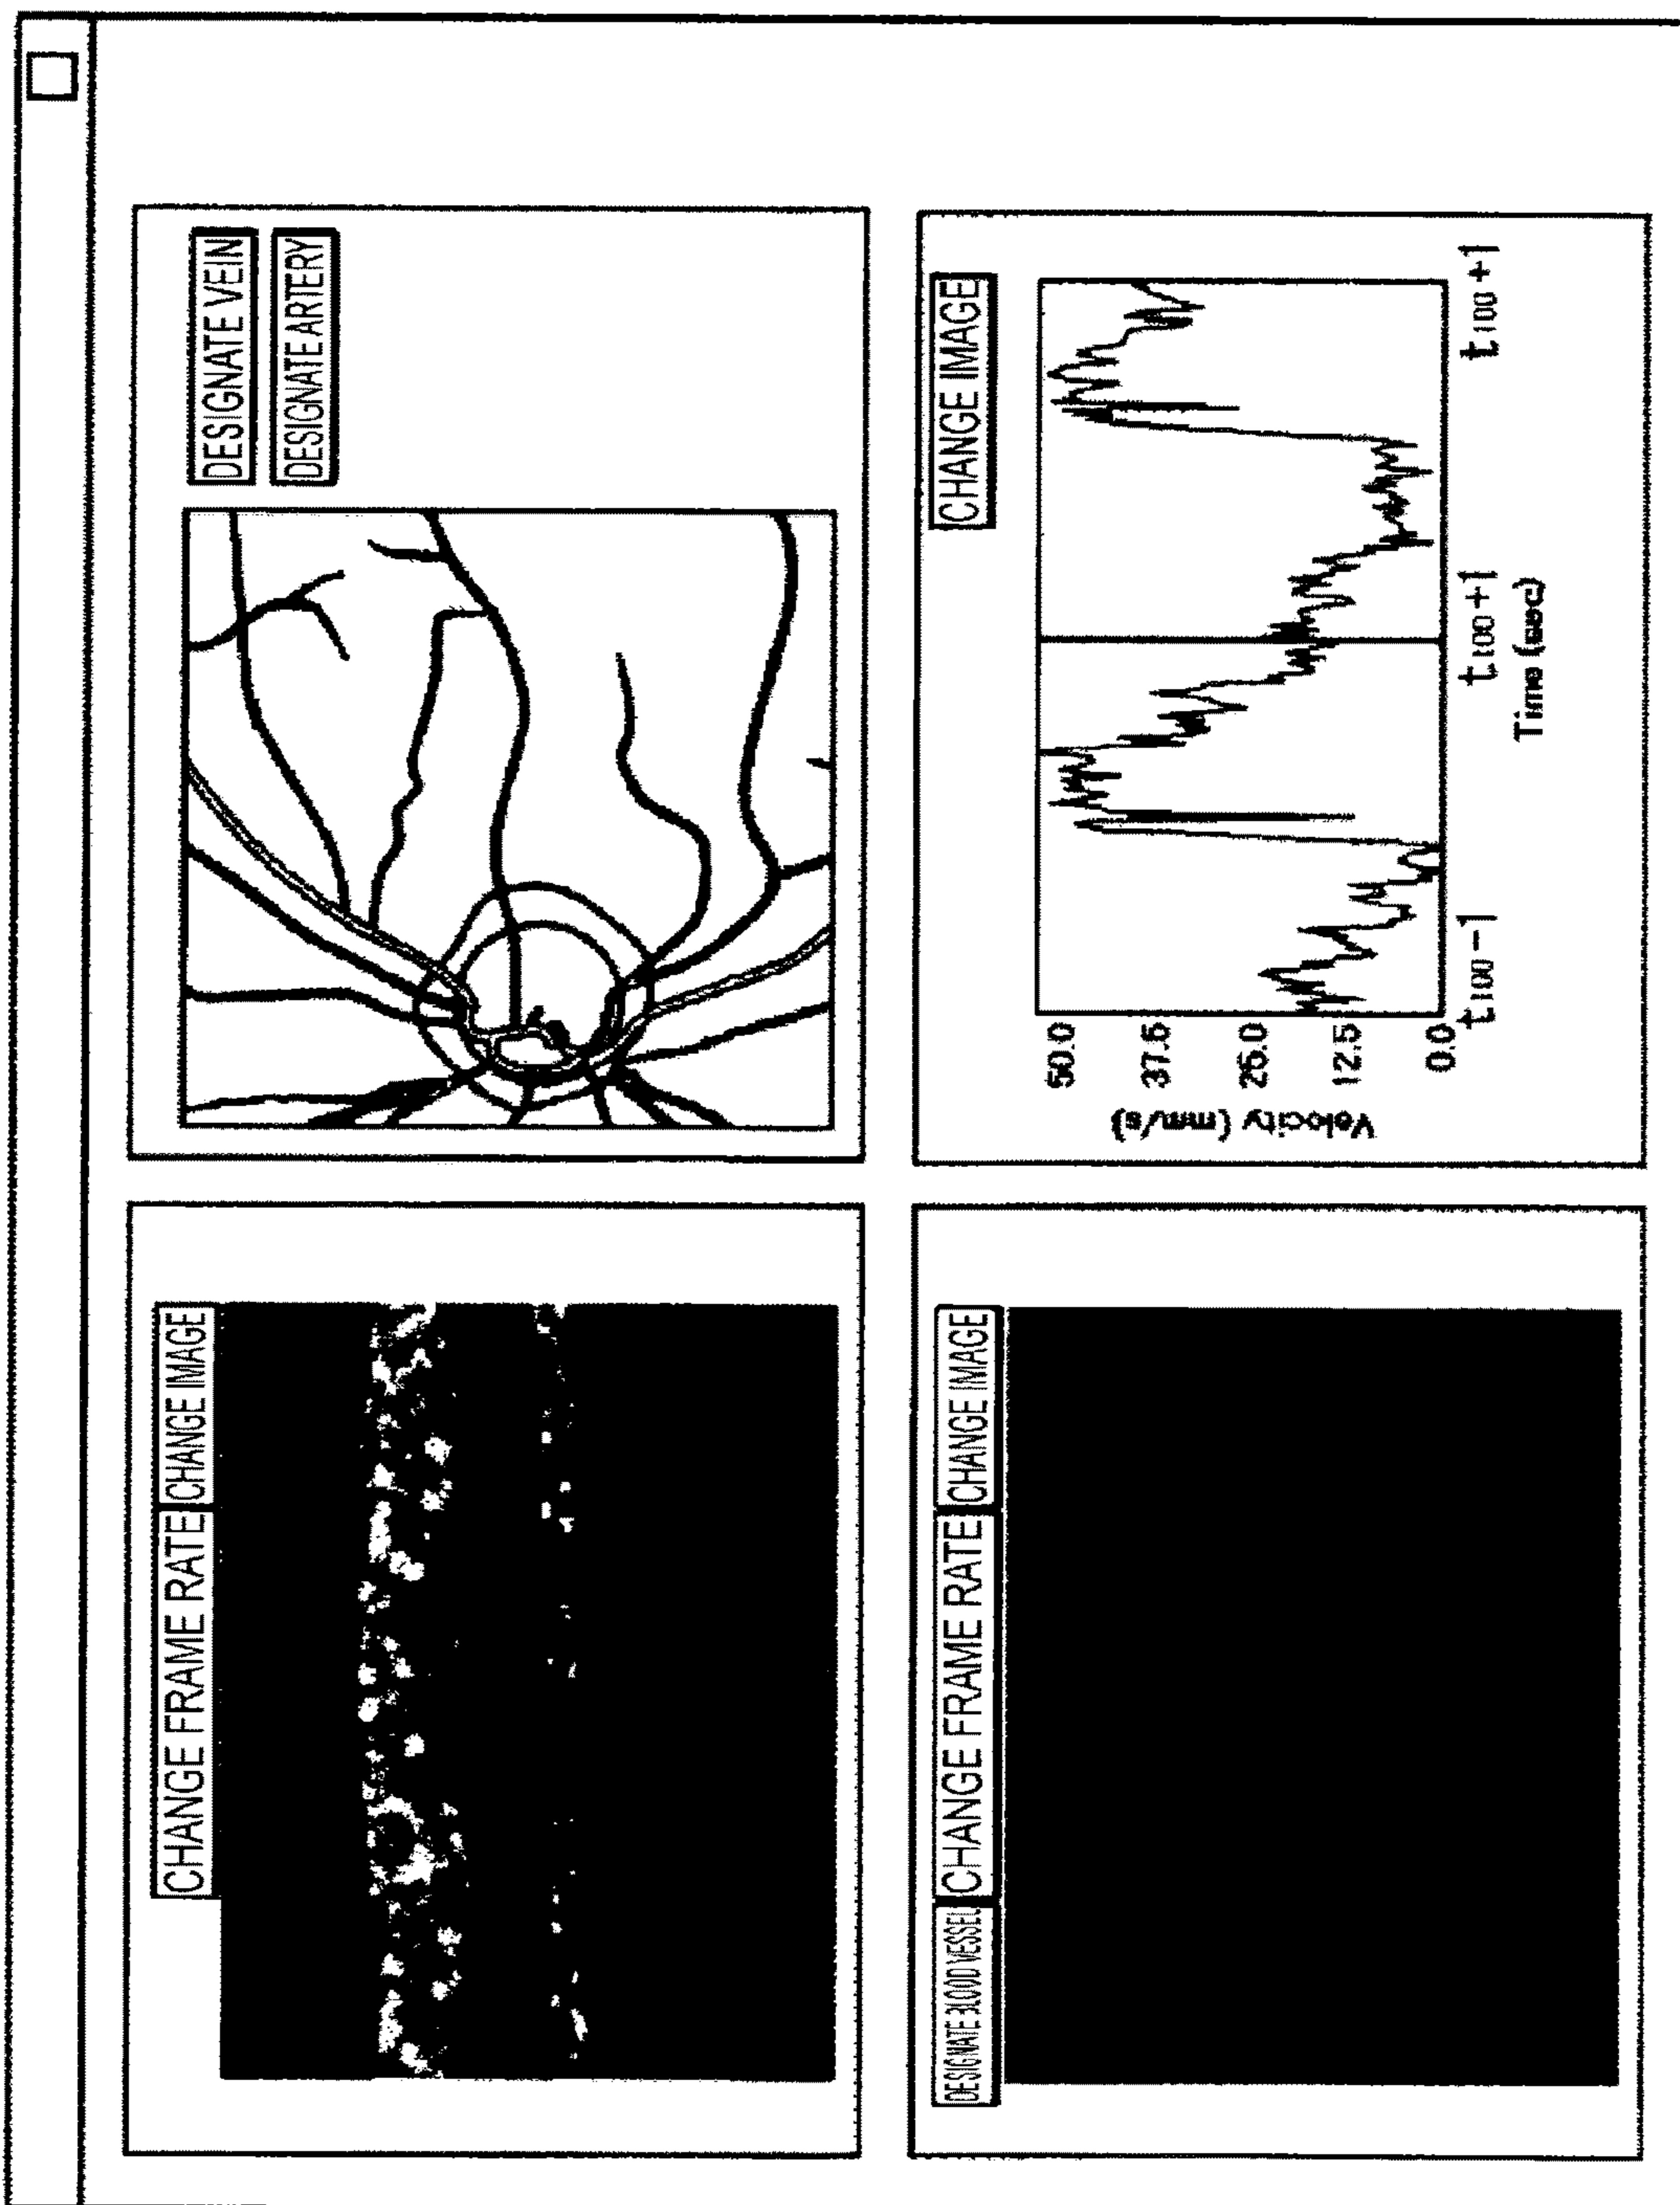 CHANGE FRAME RATE
CHANGE IMAGE
DESIGNATE VEIN
DESIGNATE ARTERY
DESIGNATE BLOOD VESSEL
CHANGE FRAME RATE
CHANGE IMAGE
CHANGE IMAGE
Velocity (mm/s)
50.0
37.5
25.0
12.5
0.0
t100-1
t100+1
t100+1
Time (sec)